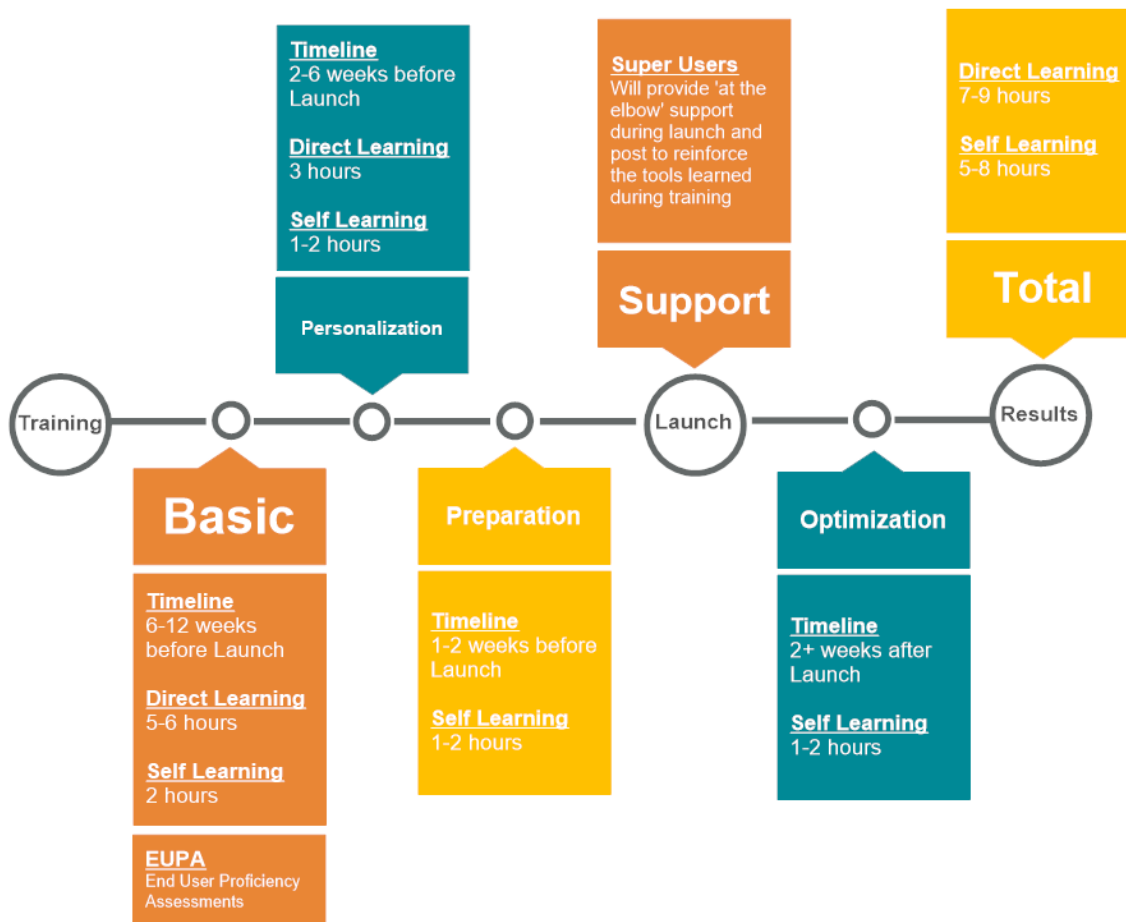 Timeline
2-6 weeks before
Launch
Direct Learning
3 hours
Self Learning
1-2 hours
Personalization
Super Users
Will provide 'at the
elbow' support
during launch and
post to reinforce
the tools learned
during training
Support
Direct Learning
7-9 hours
Self Learning
5-8 hours
Total
Training
Launch
Results
Basic
Timeline
6-12 weeks
before Launch
Direct Learning
5-6 hours
Self Learning
2 hours
EUPA
End User Proficiency
Assessments
Preparation
Timeline
1-2 weeks before
Launch
Self Learning
1-2 hours
Optimization
Timeline
2+ weeks after
Launch
Self Learning
1-2 hours